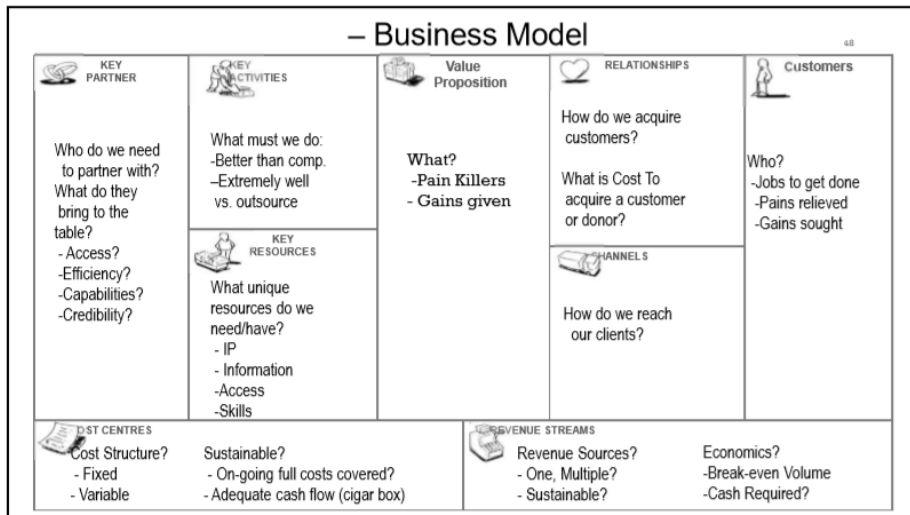 – Business Model
48
KEY
PARTNER
Who do we need
to partner with?
What do they
bring to the
table?
- Access?
-Efficiency?
-Capabilities?
-Credibility?
KEY
ACTIVITIES
What must we do:
-Better than comp.
–Extremely well
vs. outsource
KEY
RESOURCES
What unique
resources do we
need/have?
- IP
- Information
-Access
-Skills
Value
Proposition
What?
-Pain Killers
- Gains given
RELATIONSHIPS
How do we acquire
customers?
What is Cost To
acquire a customer
or donor?
CHANNELS
How do we reach
our clients?
Customers
Who?
-Jobs to get done
-Pains relieved
-Gains sought
OST CENTRES
Cost Structure?
- Fixed
- Variable
Sustainable?
- On-going full costs covered?
- Adequate cash flow (cigar box)
REVENUE STREAMS
Revenue Sources?
- One, Multiple?
- Sustainable?
Economics?
-Break-even Volume
-Cash Required?